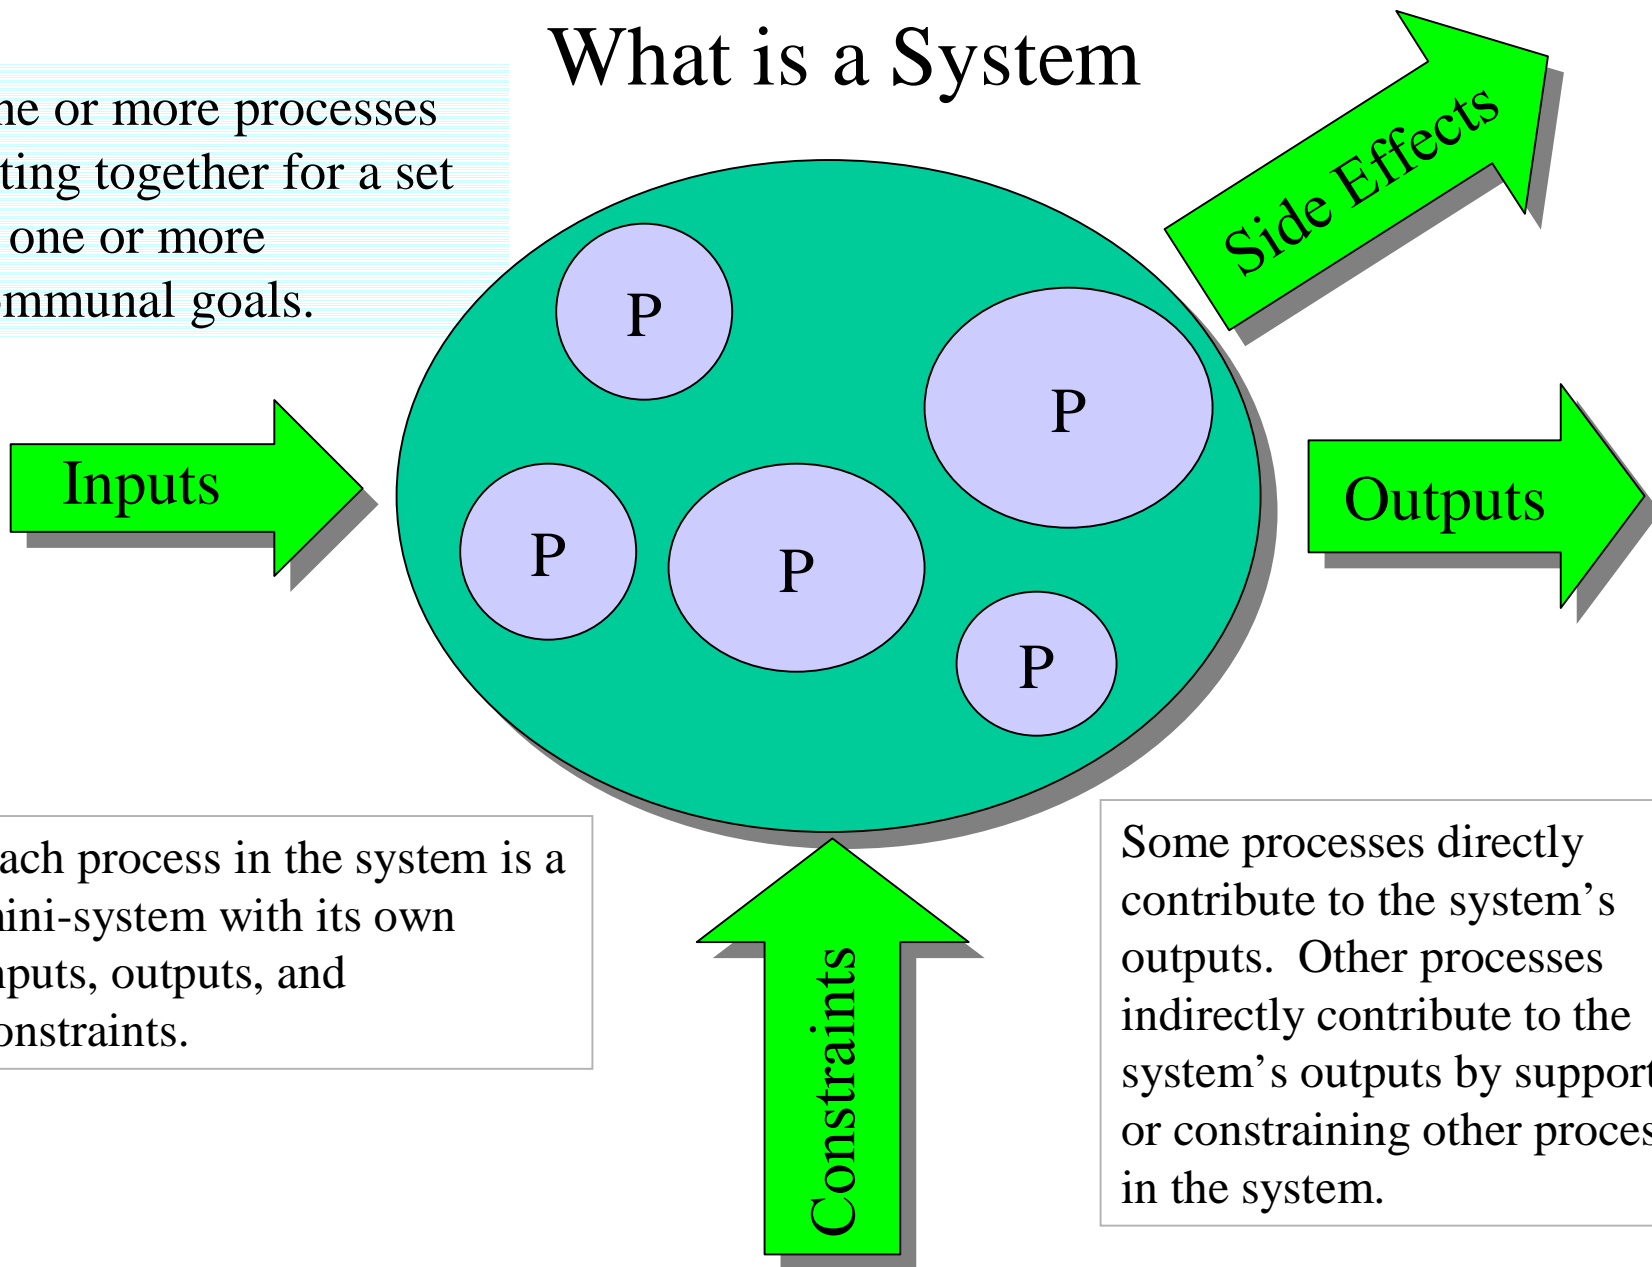 What is a System
ne or more processes
ting together for a set
one or more
mmunal goals.
Side Effects
P
P
Inputs
Outputs
P
P
P
ach process in the system is a
ini-system with its own
puts, outputs, and
onstraints.
Constraints
Some processes directly
contribute to the system’s
outputs.  Other processes
indirectly contribute to the
system’s outputs by support
or constraining other proces
in the system.